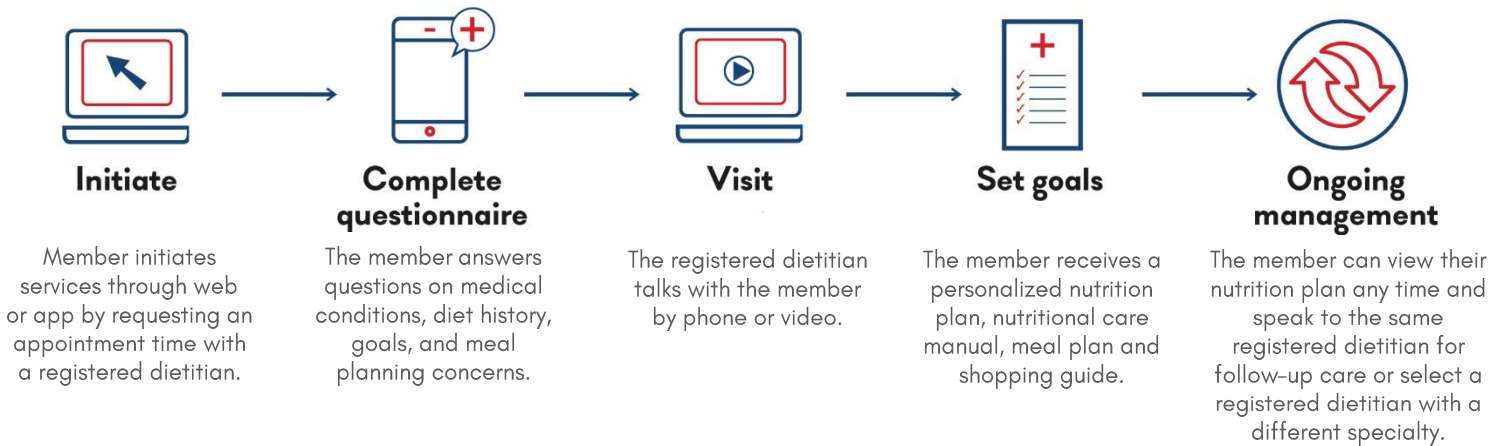 Initiate
Member initiates
services through web
or app by requesting an
appointment time with
a registered dietitian.
Complete
questionnaire
The member answers
questions on medical
conditions, diet history,
goals, and meal
planning concerns.
Visit
The registered dietitian
talks with the member
by phone or video.
Set goals
The member receives a
personalized nutrition
plan, nutritional care
manual, meal plan and
shopping guide.
Ongoing
management
The member can view their
nutrition plan any time and
speak to the same
registered dietitian for
follow-up care or select a
registered dietitian with a
different specialty.